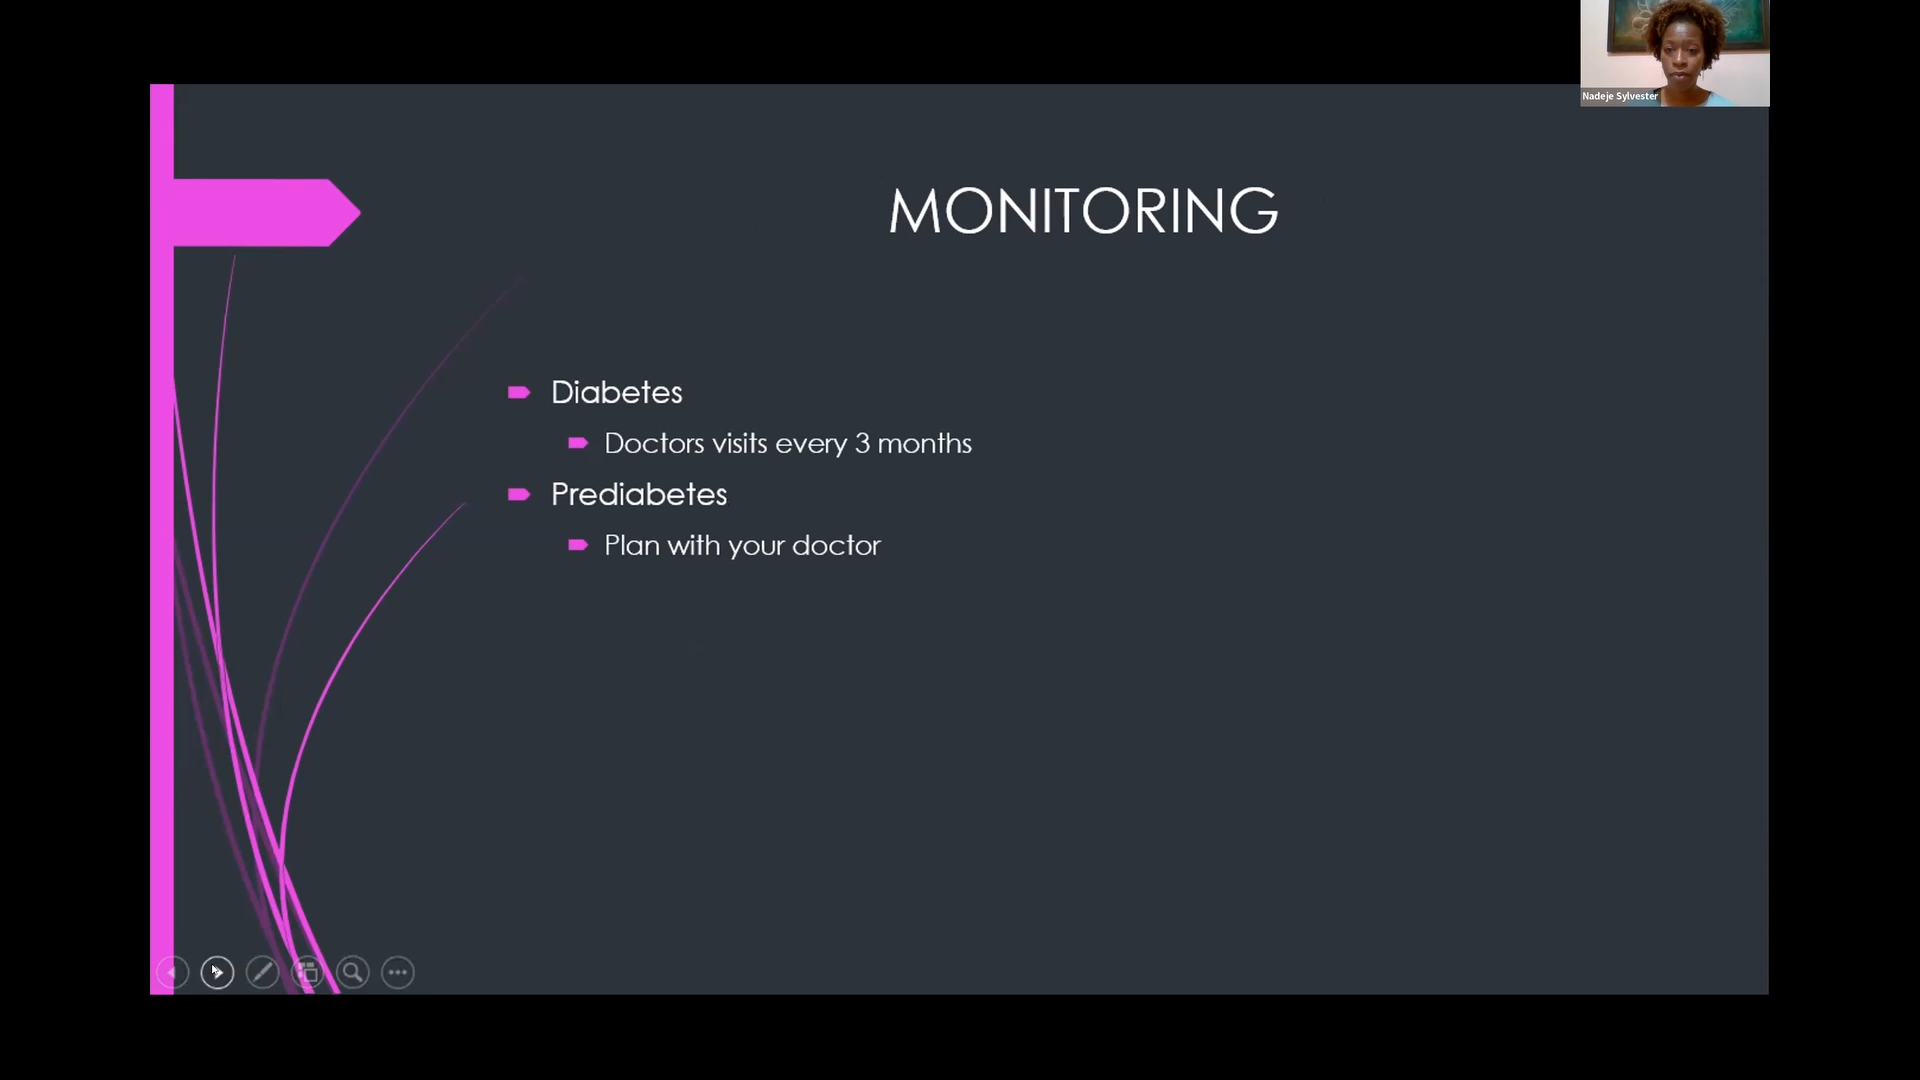 Nadeje Sylvester
MONITORING
Diabetes
Doctors visits every 3 months
Prediabetes
Plan with your doctor